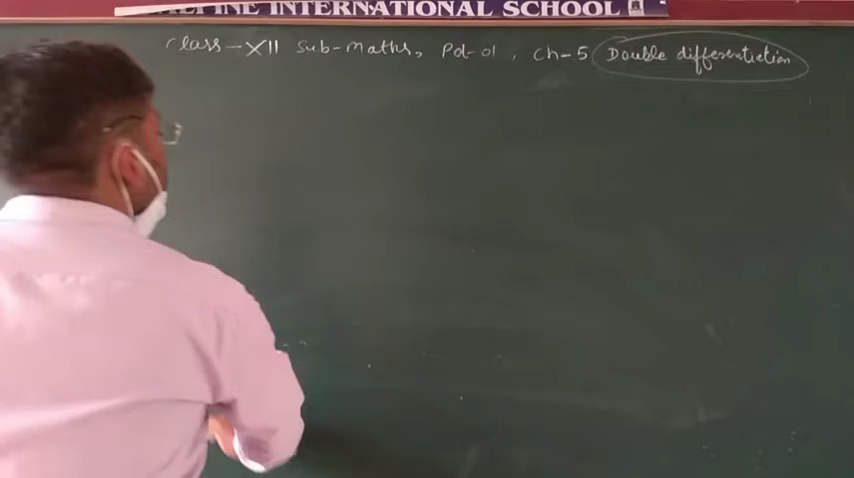 INTERNATIONAL SCHOOL
Class-XII Sub-Maths, Pd-01, Ch-5 Double differentiation